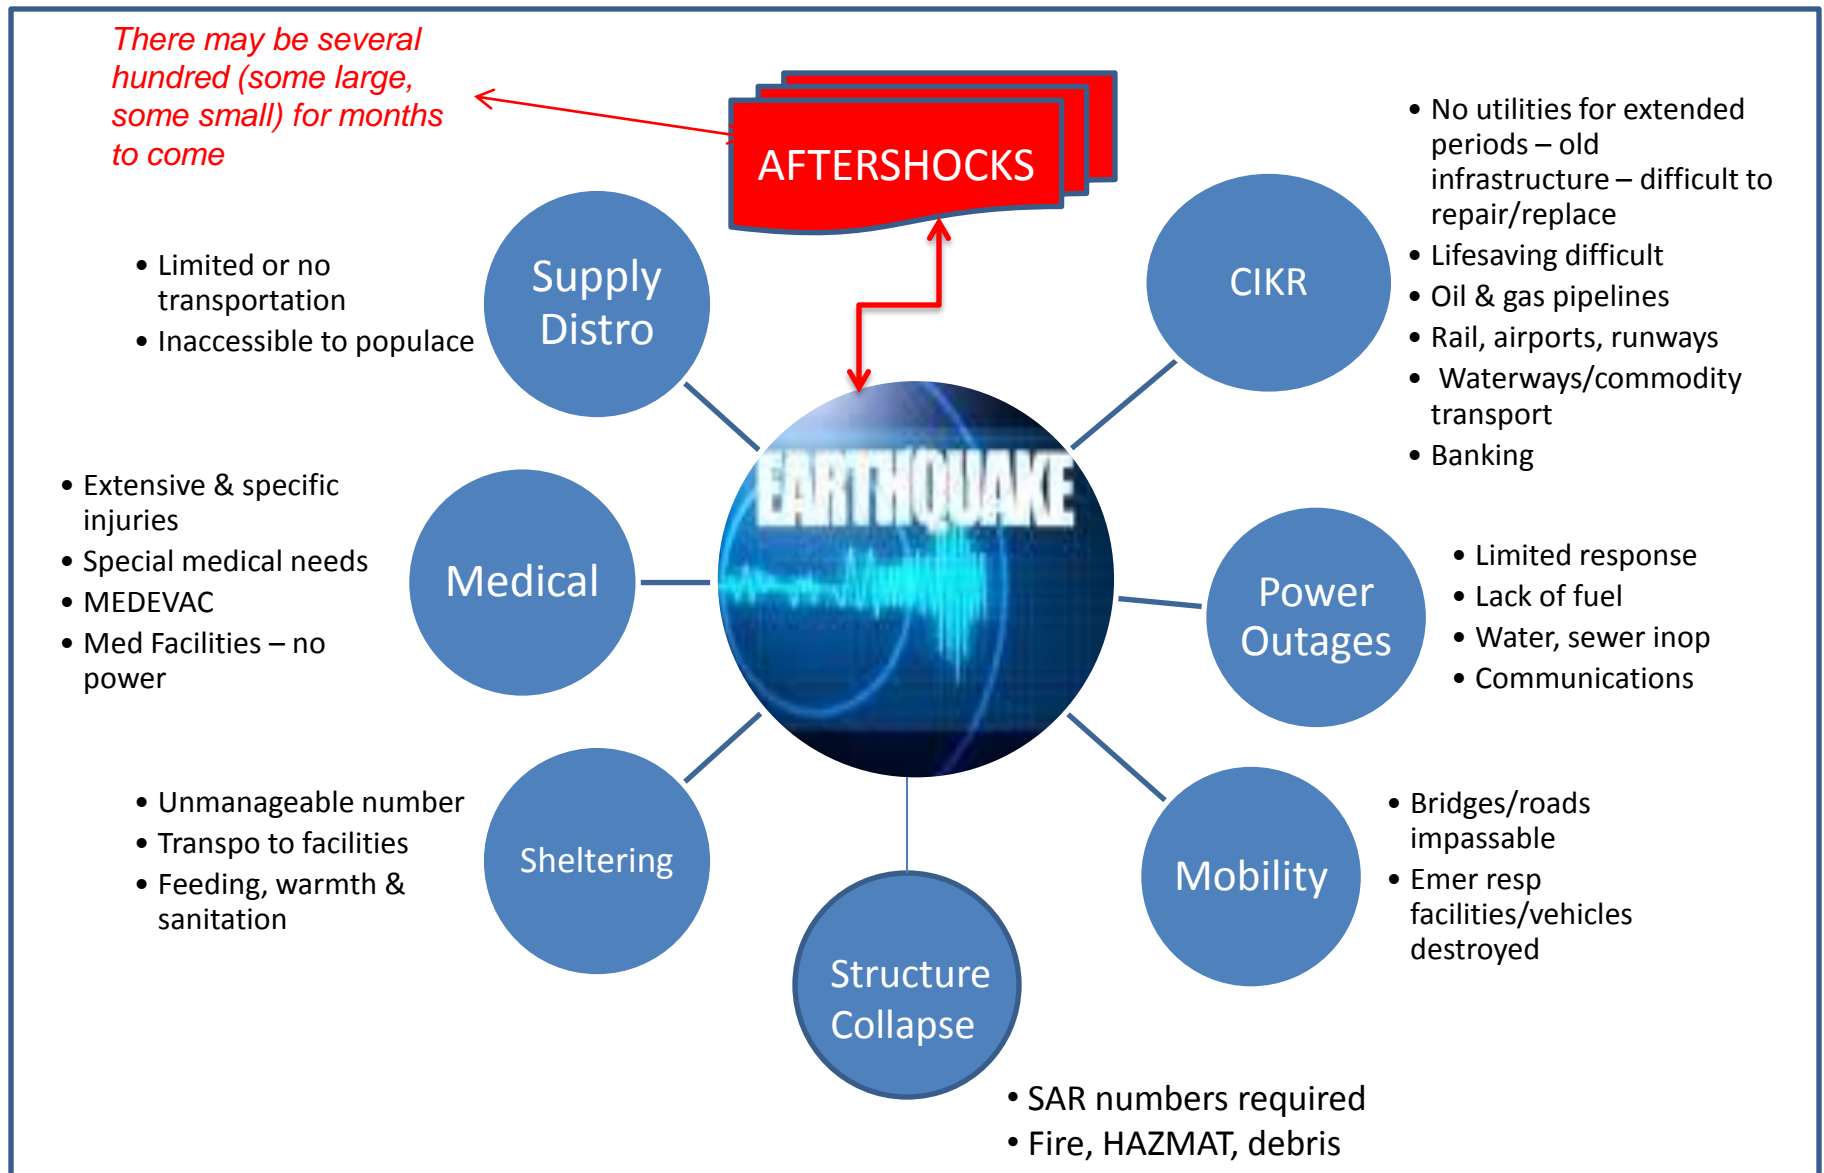 There may be several
hundred (some large,
some small) for months
to come
AFTERSHOCKS
Supply
Distro
• Limited or no
transportation
• Inaccessible to populace
CIKR
• No utilities for extended
periods – old
infrastructure – difficult to
repair/replace
• Lifesaving difficult
• Oil & gas pipelines
• Rail, airports, runways
• Waterways/commodity
transport
• Banking
EARTHQUAKE
Medical
• Extensive & specific
injuries
• Special medical needs
• MEDEVAC
• Med Facilities – no
power
Power
Outages
• Limited response
• Lack of fuel
• Water, sewer inop
• Communications
Sheltering
• Unmanageable number
• Transpo to facilities
• Feeding, warmth &
sanitation
Mobility
• Bridges/roads
impassable
• Emer resp
facilities/vehicles
destroyed
Structure
Collapse
• SAR numbers required
• Fire, HAZMAT, debris